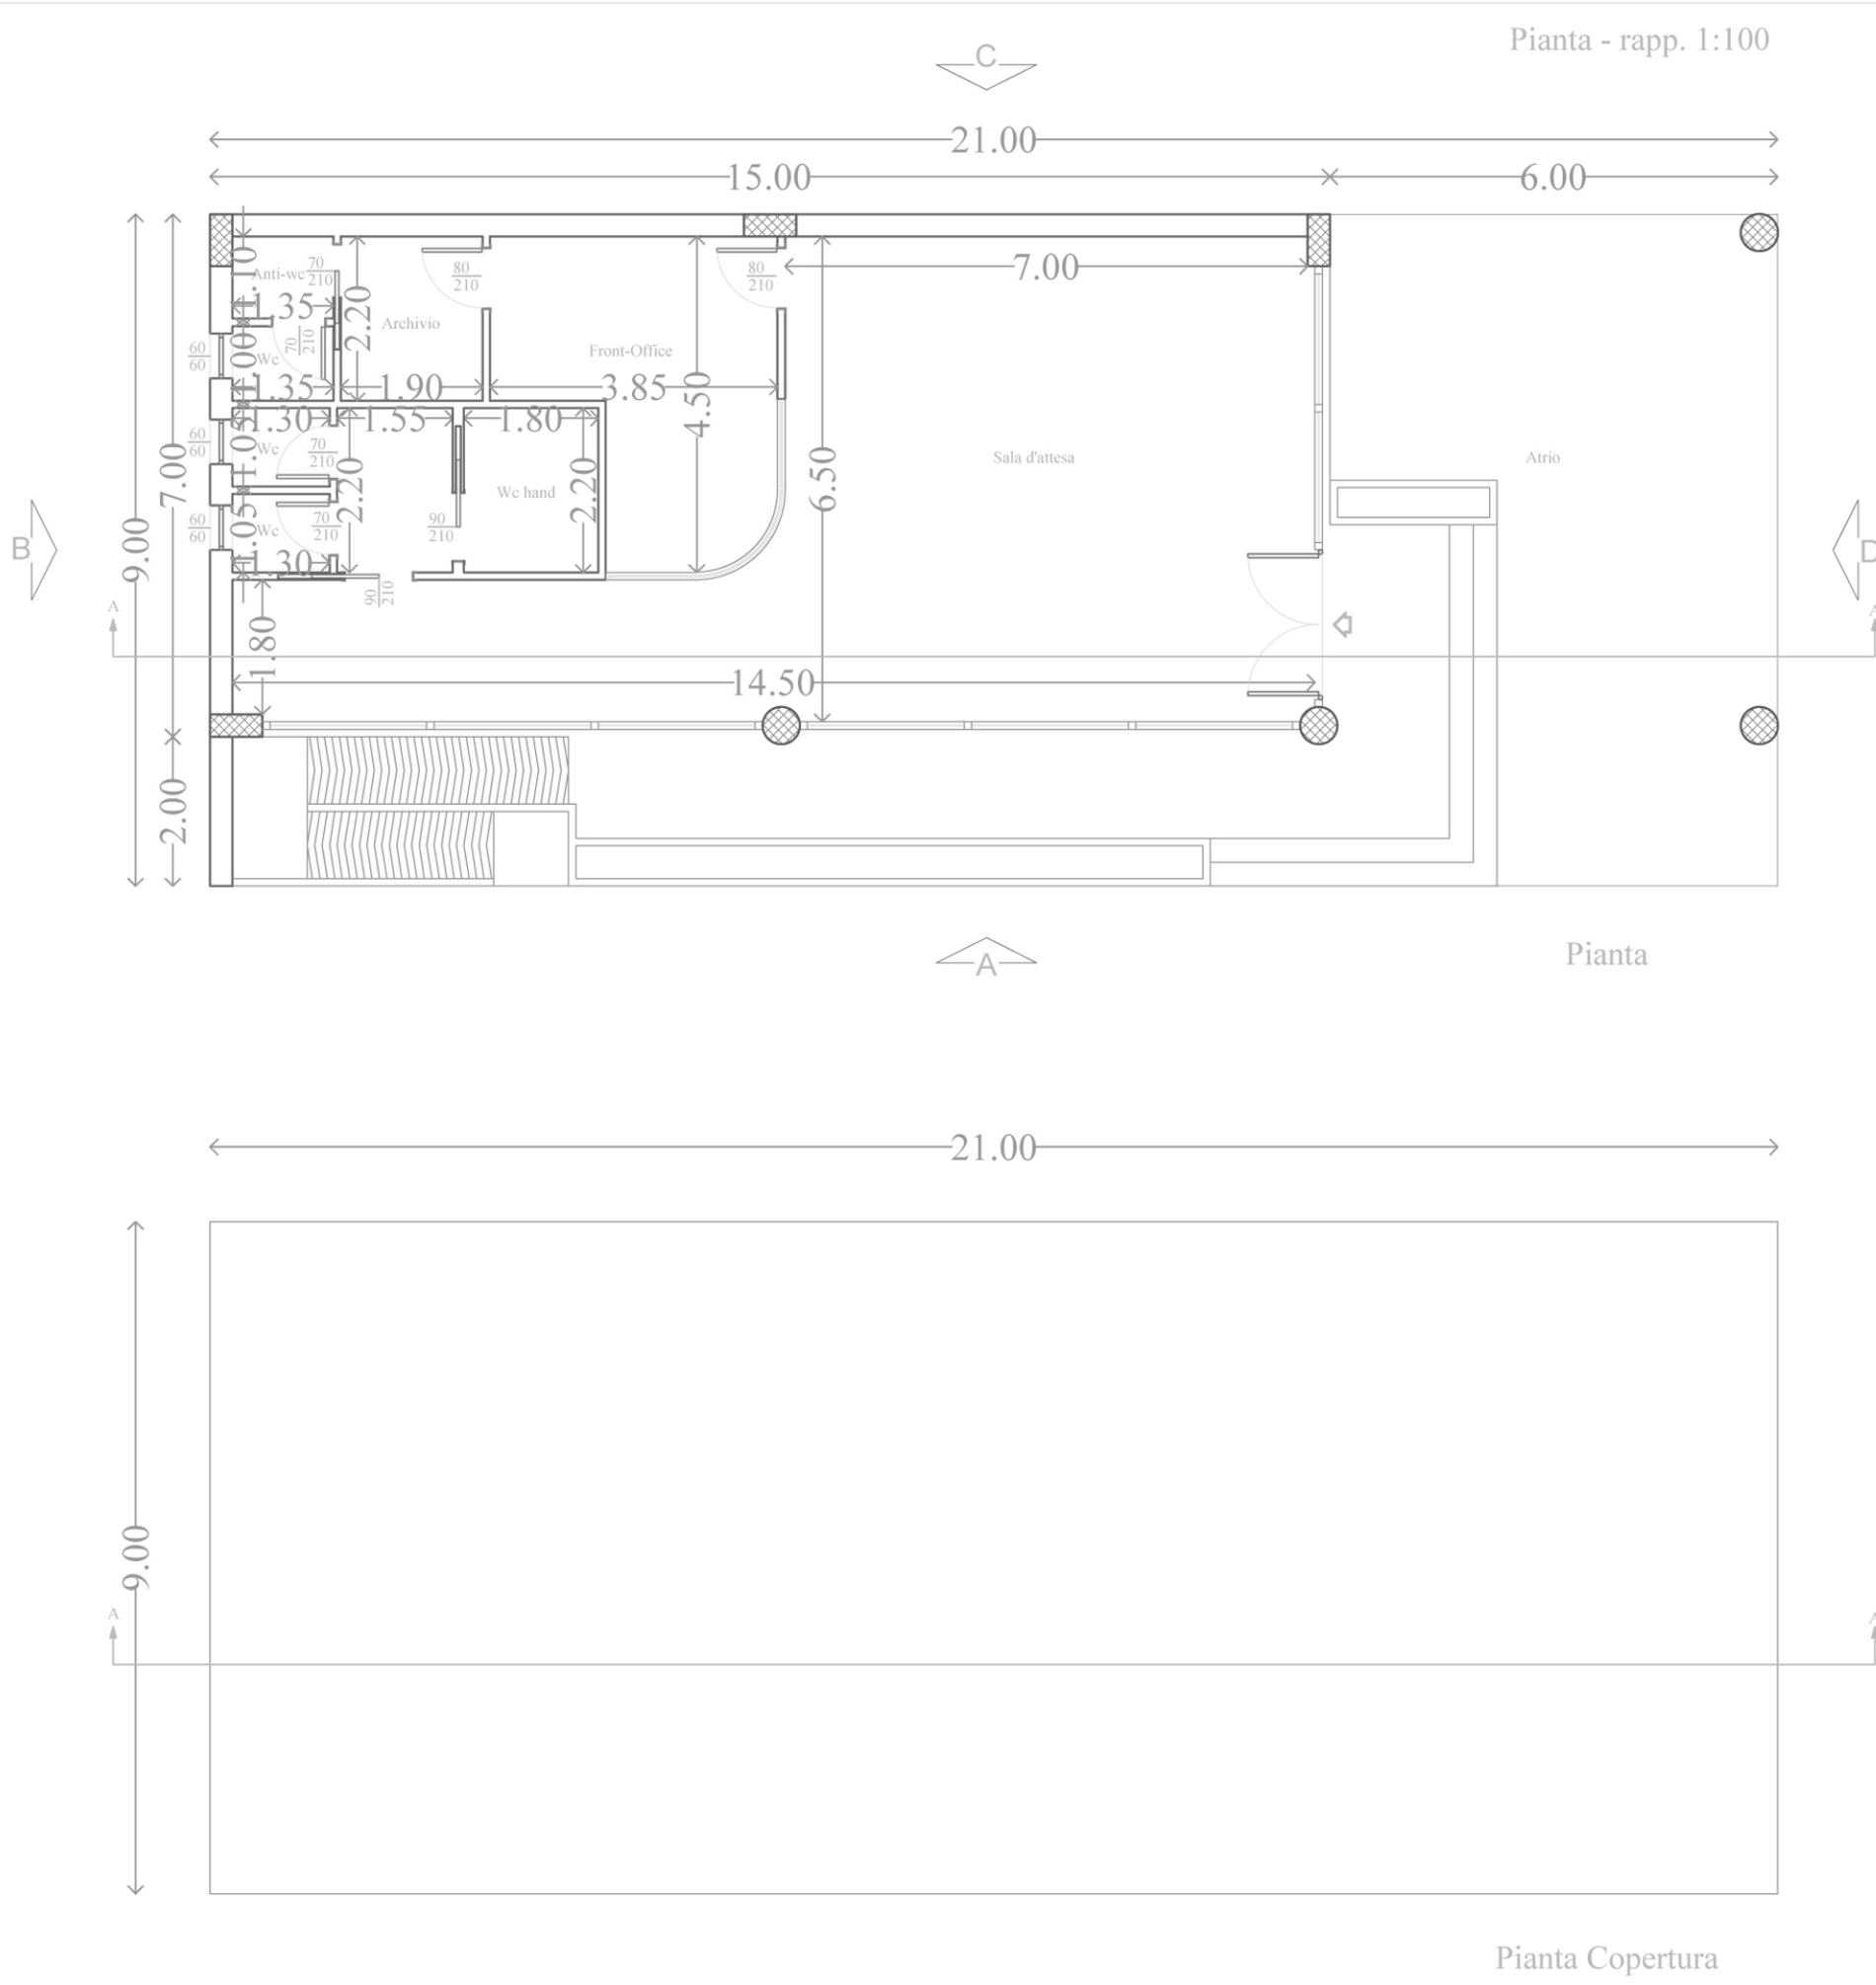 Pianta - rapp. 1:100
C
21.00
15.00
6.00
7.00
1.10
Anti-wc
70
210
80
210
80
210
1.35
2.20
Archivio
Front-Office
60
60
1.00
Wc
70
210
1.35
1.90
3.85
4.50
1.30
1.55
1.80
60
60
1.05
Wc
70
210
2.20
Wc hand
2.20
6.50
Sala d'attesa
Atrio
7.00
9.00
60
60
1.05
Wc
70
210
90
210
B
D
1.30
90
210
A
A
1.80
14.50
2.00
A
Pianta
21.00
9.00
A
A
Pianta Copertura